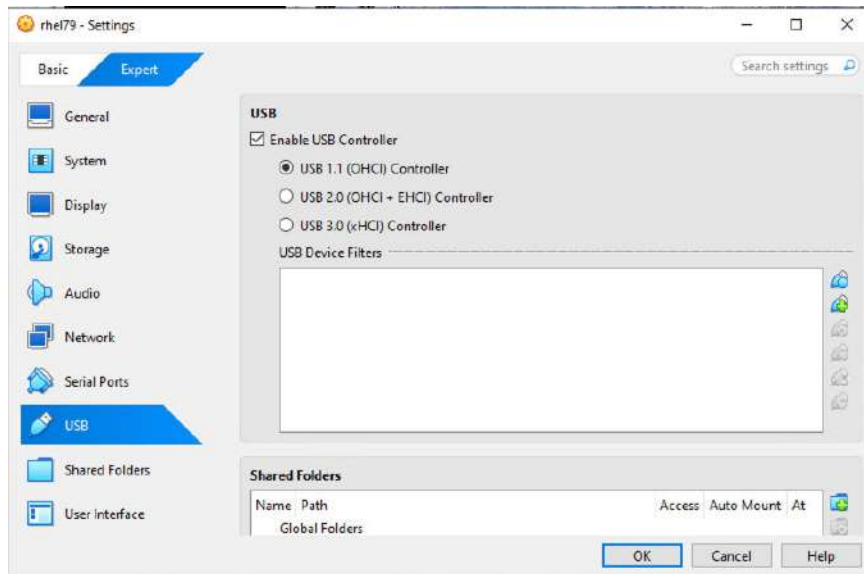 rhel79 - Settings
Basic
Expert
Search settings
General
System
Display
Storage
Audio
Network
Serial Ports
USB
Shared Folders
User Interface
USB
Enable USB Controller
USB 1.1 (OHCI) Controller
USB 2.0 (OHCI + EHCI) Controller
USB 3.0 (xHCI) Controller
USB Device Filters
Shared Folders
Name Path Access Auto Mount At
Global Folders
OK Cancel Help